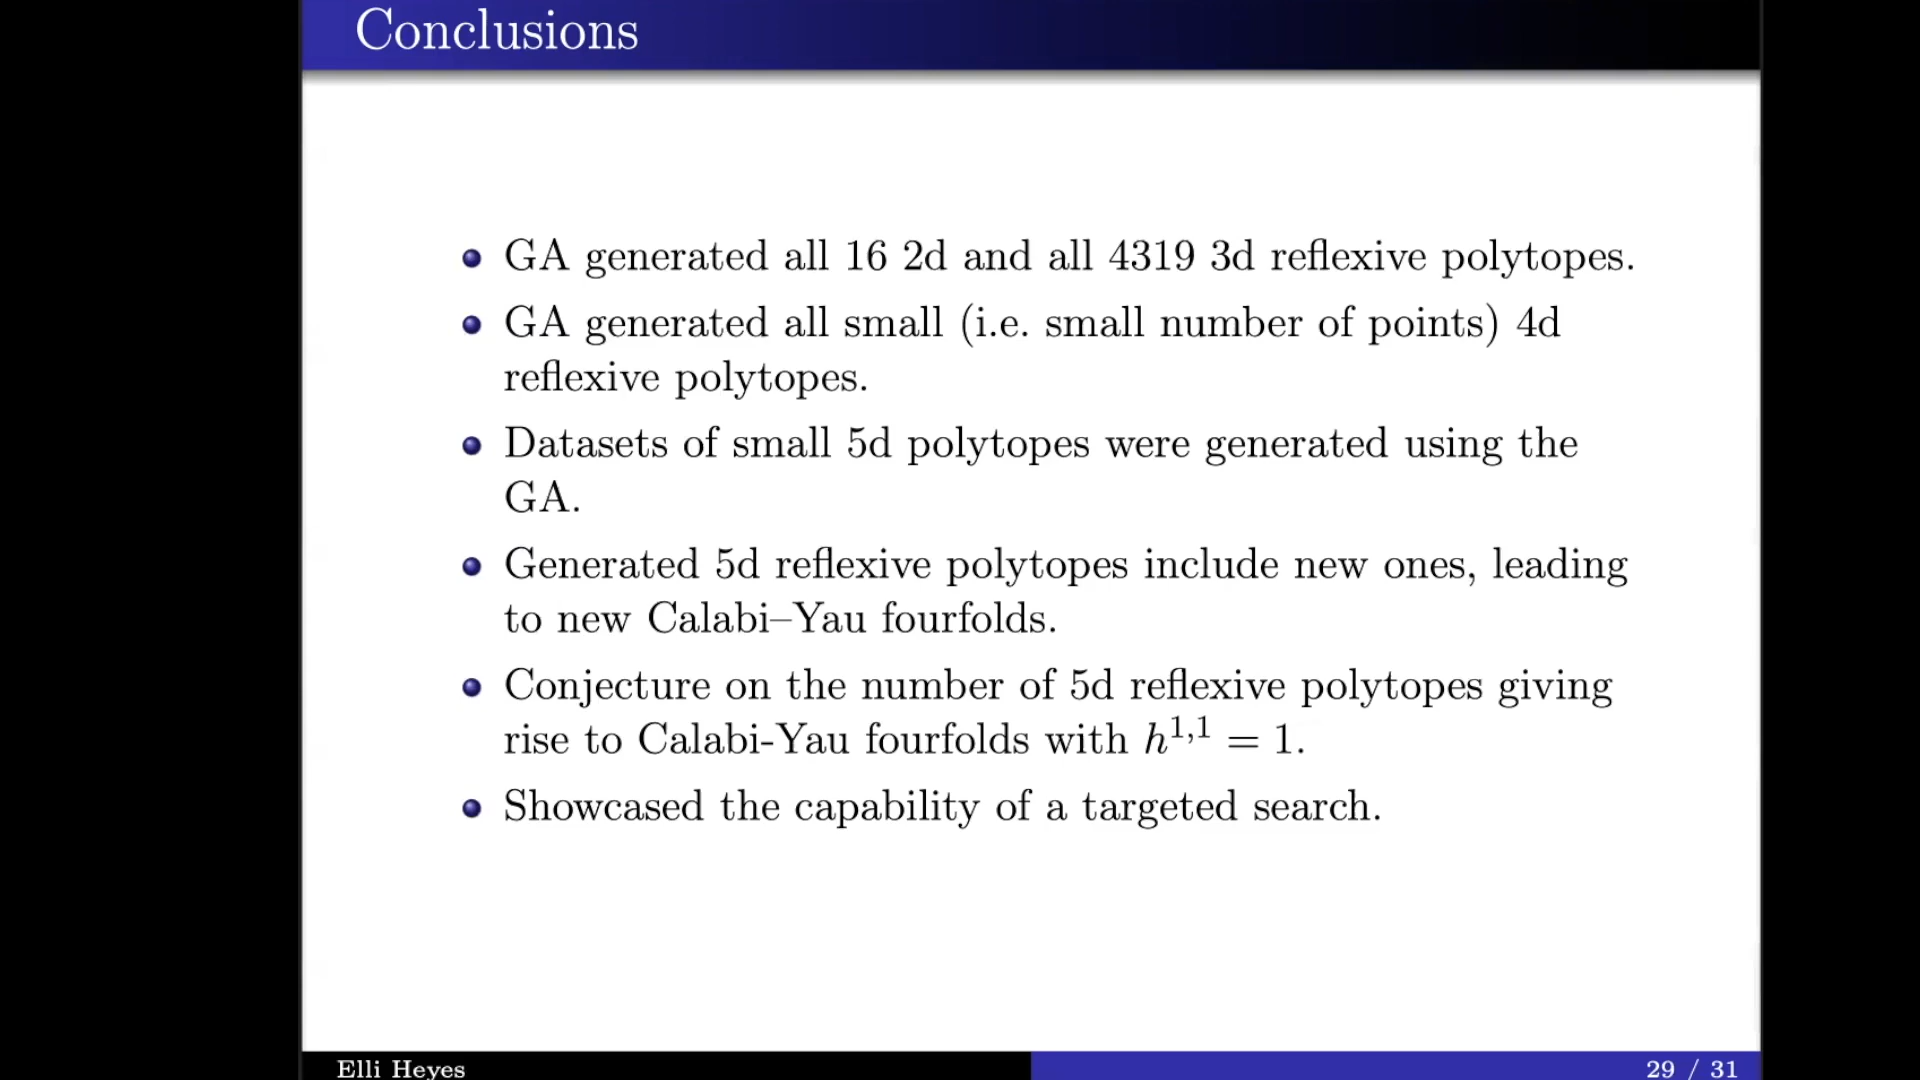 Conclusions
GA generated all 16 2d and all 4319 3d reflexive polytopes.
GA generated all small (i.e. small number of points) 4d
reflexive polytopes.
Datasets of small 5d polytopes were generated using the
GA.
Generated 5d reflexive polytopes include new ones, leading
to new Calabi–Yau fourfolds.
Conjecture on the number of 5d reflexive polytopes giving
rise to Calabi-Yau fourfolds with $h^{1,1} = 1$.
Showcased the capability of a targeted search.
Elli Heyes
29 / 31